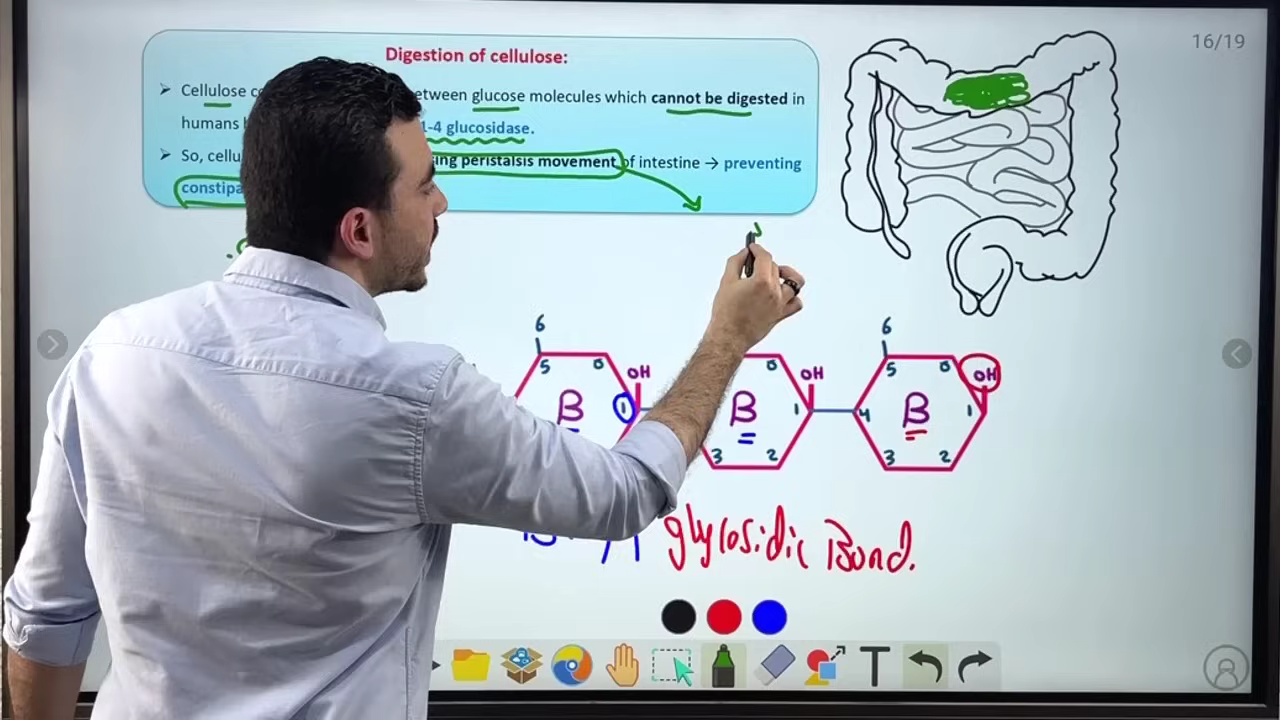 16/19
Digestion of cellulose:
➤ Cellulose etween glucose molecules which cannot be digested in
humans 1-4 glucosidase.
➤ So, cellu ing peristalsis movement of intestine → preventing
constipa
6 6
5 O OH O OH 5 O OH
β 1 β 1 4 β 1
3 2 3 2
glycosidic Bond.
T